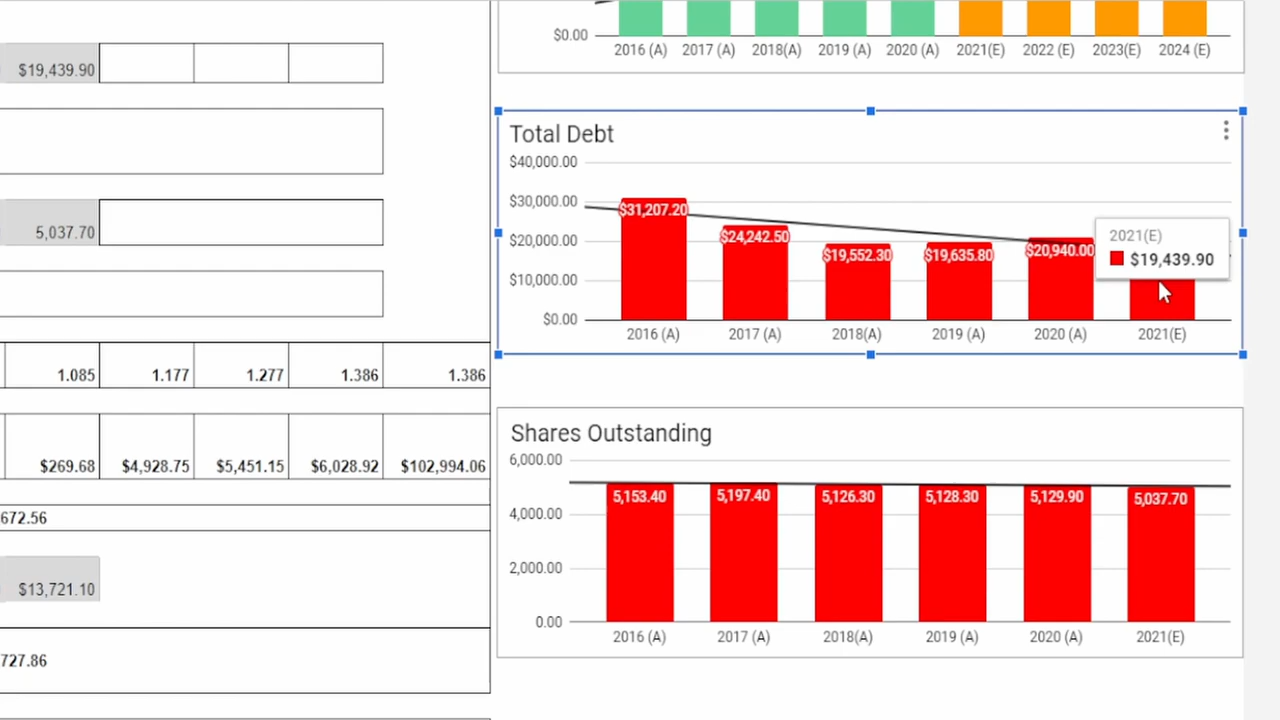 $19,439.90
5,037.70
1.085 1.177 1.277 1.386 1.386
$269.68 $4,928.75 $5,451.15 $6,028.92 $102,994.06
672.56
$13,721.10
727.86
$0.00
2016 (A) 2017 (A) 2018(A) 2019 (A) 2020 (A) 2021(E) 2022 (E) 2023(E) 2024 (E)
Total Debt
$40,000.00
$30,000.00
$20,000.00
$10,000.00
$0.00
$31,207.20 $24,242.50 $19,552.30 $19,635.80 $20,940.00
2021(E)
$19,439.90
2016 (A) 2017 (A) 2018(A) 2019 (A) 2020 (A) 2021(E)
Shares Outstanding
6,000.00
4,000.00
2,000.00
0.00
5,153.40 5,197.40 5,126.30 5,128.30 5,129.90 5,037.70
2016 (A) 2017 (A) 2018(A) 2019 (A) 2020 (A) 2021(E)